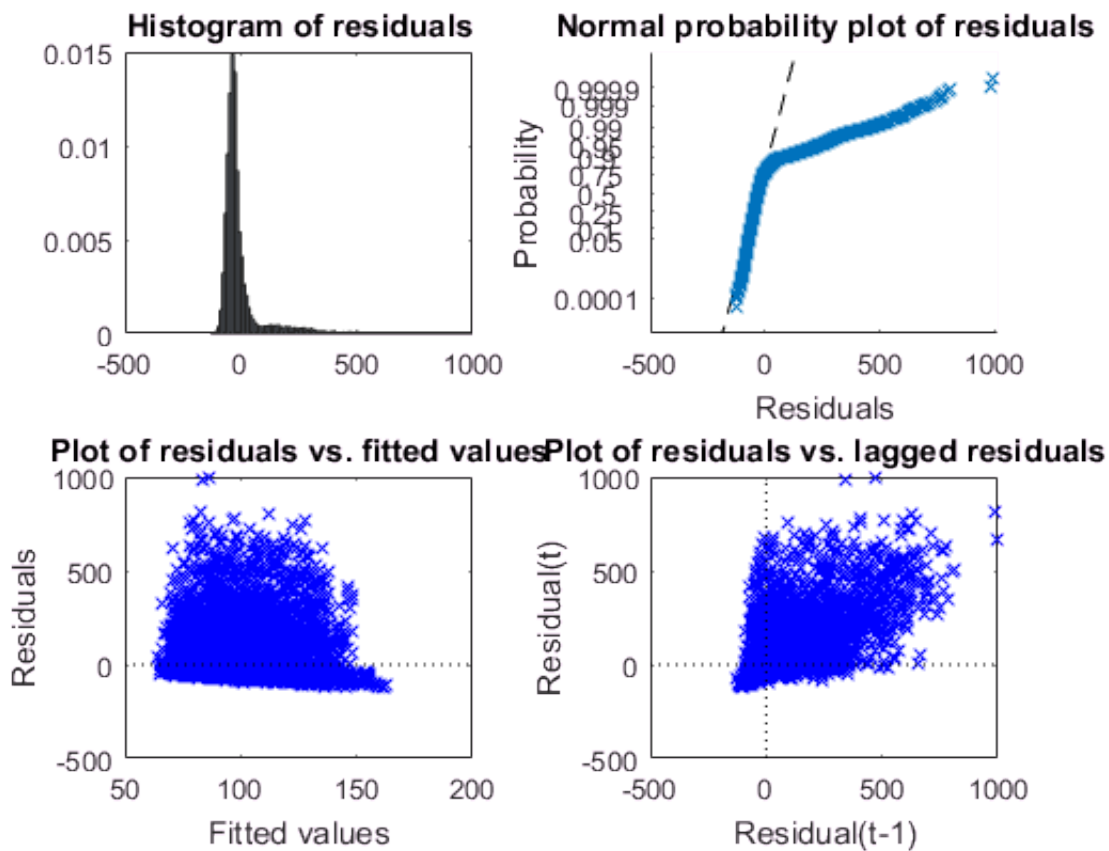 Histogram of residuals
0.015
0.01
0.005
0
-500 0 500 1000
Normal probability plot of residuals
Probability
0.9999
0.999
0.99
0.95
0.9
0.75
0.5
0.25
0.1
0.05
0.0001
-500 0 500 1000
Residuals
Plot of residuals vs. fitted values
Residuals
1000
500
0
-500
50 100 150 200
Fitted values
Plot of residuals vs. lagged residuals
Residual(t)
1000
500
0
-500
-500 0 500 1000
Residual(t-1)